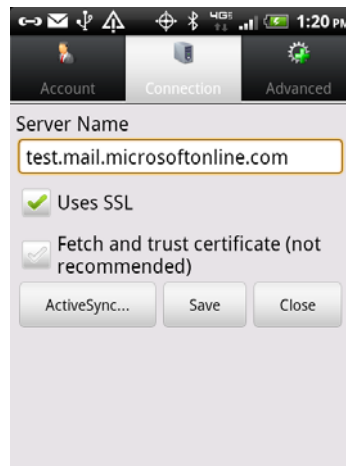 4G 1:20 PM
Account Connection Advanced
Server Name
test.mail.microsoftonline.com
Uses SSL
Fetch and trust certificate (not
recommended)
ActiveSync... Save Close